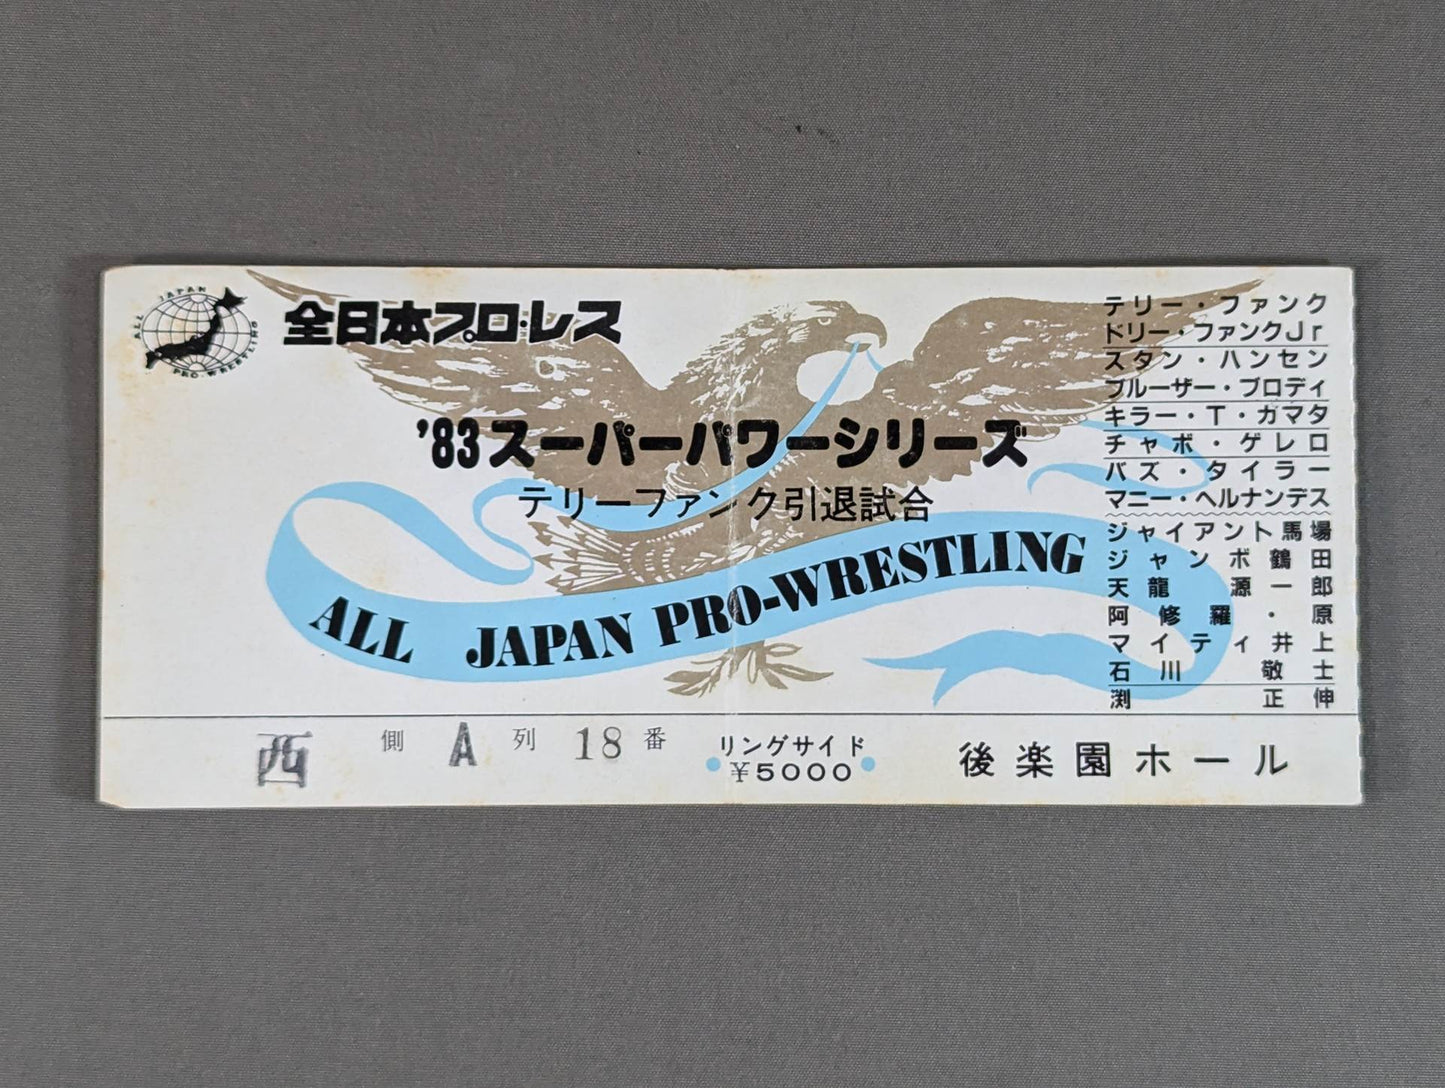 ALL JAPAN PRO-WRESTLING
全日本プロ・レス
'83スーパーパワーシリーズ
テリーファンク引退試合
ALL JAPAN PRO-WRESTLING
テリー・ファンク
ドリー・ファンクJr
スタン・ハンセン
ブルーザー・ブロディ
キラー・T・カマタ
チャボ・ゲレロ
バズ・タイラー
マニー・ヘルナンデス
ジャイアント馬場
ジャンボ鶴田
天龍源一郎
阿修羅・原
マイティ井上
石川敬士
渕正伸
西側 A列 18番
リングサイド
¥5000
後楽園ホール